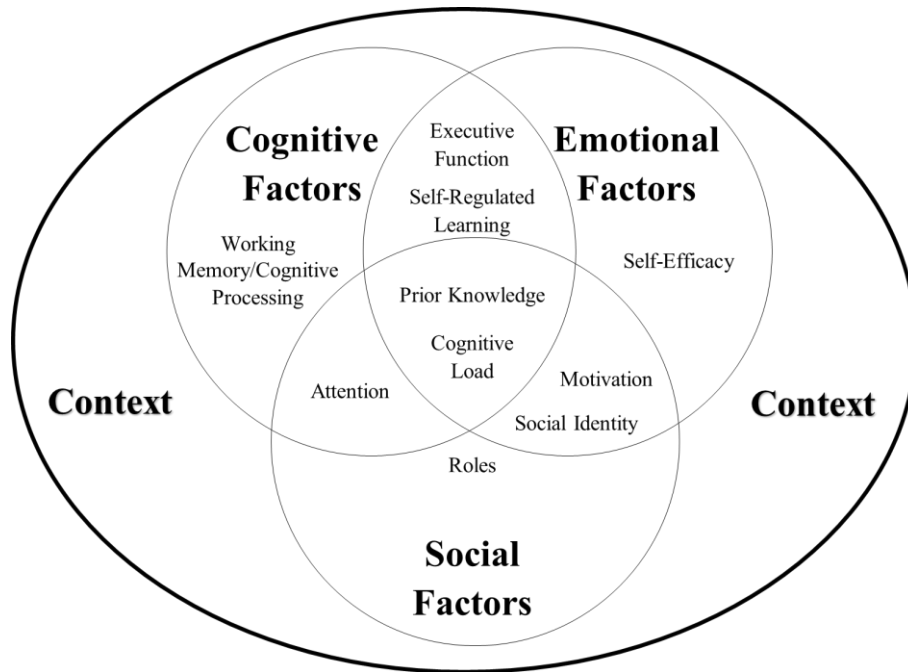 Cognitive
Factors
Executive
Function
Emotional
Factors
Self-Regulated
Learning
Working
Memory/Cognitive
Processing
Self-Efficacy
Prior Knowledge
Cognitive
Load
Attention
Motivation
Social Identity
Context
Context
Roles
Social
Factors